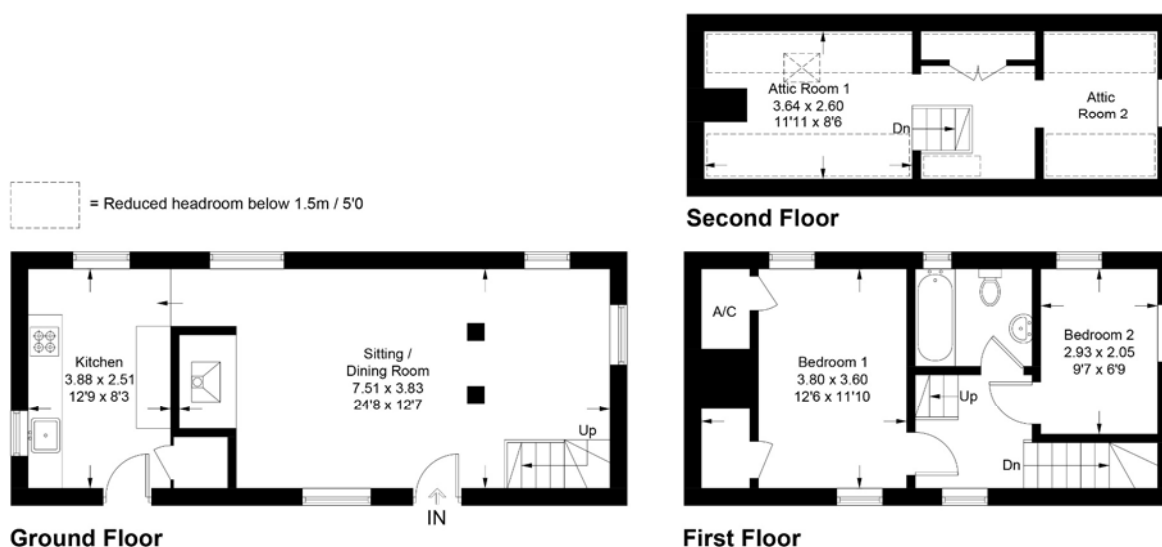 Attic Room 1
3.64 x 2.60
11'11 x 8'6
Dn
Attic
Room 2
Second Floor
= Reduced headroom below 1.5m / 5'0
Kitchen
3.88 x 2.51
12'9 x 8'3
Sitting /
Dining Room
7.51 x 3.83
24'8 x 12'7
Up
IN
Ground Floor
A/C
Bedroom 1
3.80 x 3.60
12'6 x 11'10
Up
Bedroom 2
2.93 x 2.05
9'7 x 6'9
Dn
First Floor